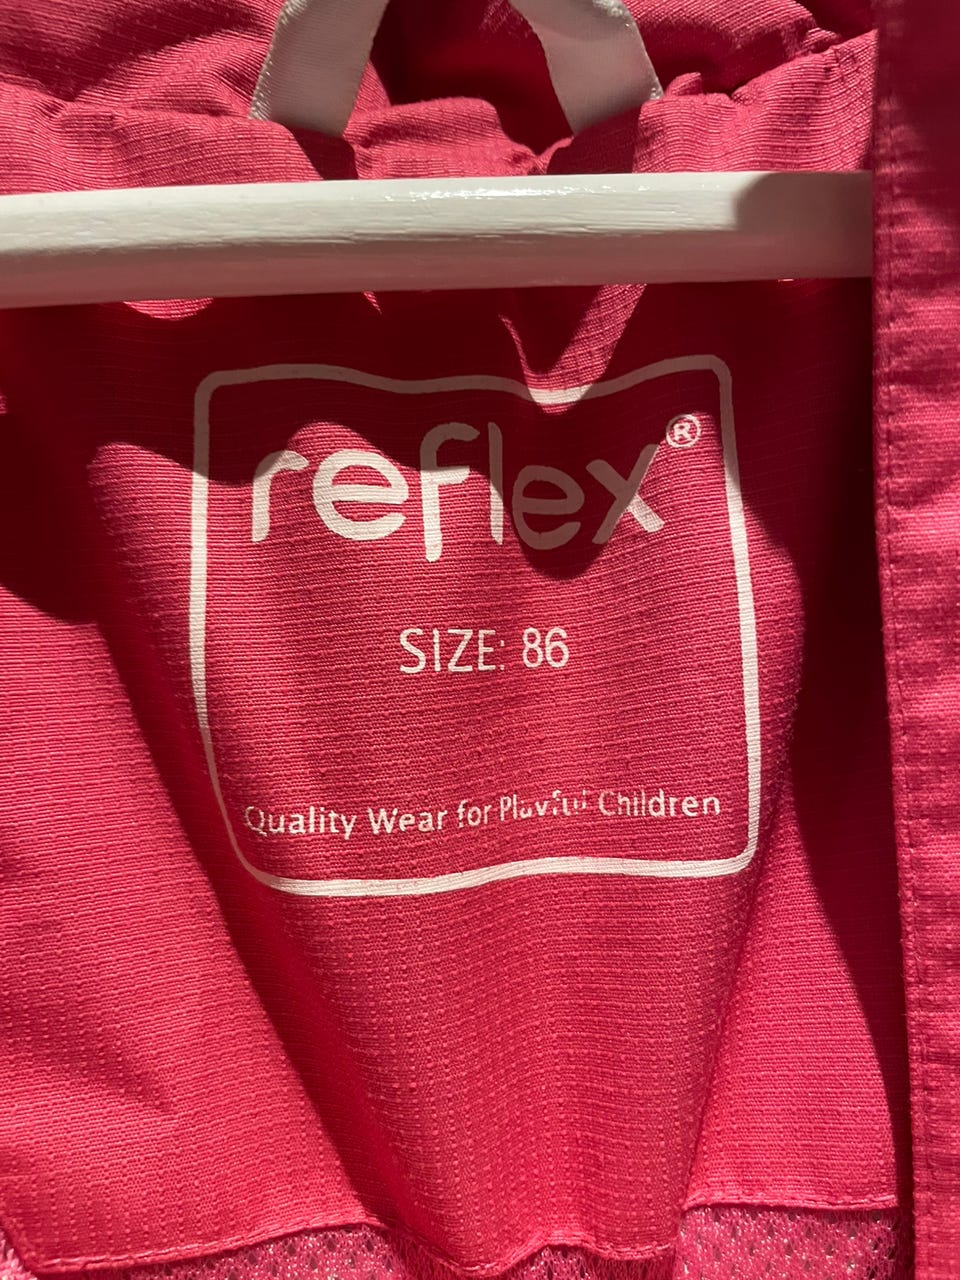 reflex®
SIZE: 86
Quality Wear for Playful Children